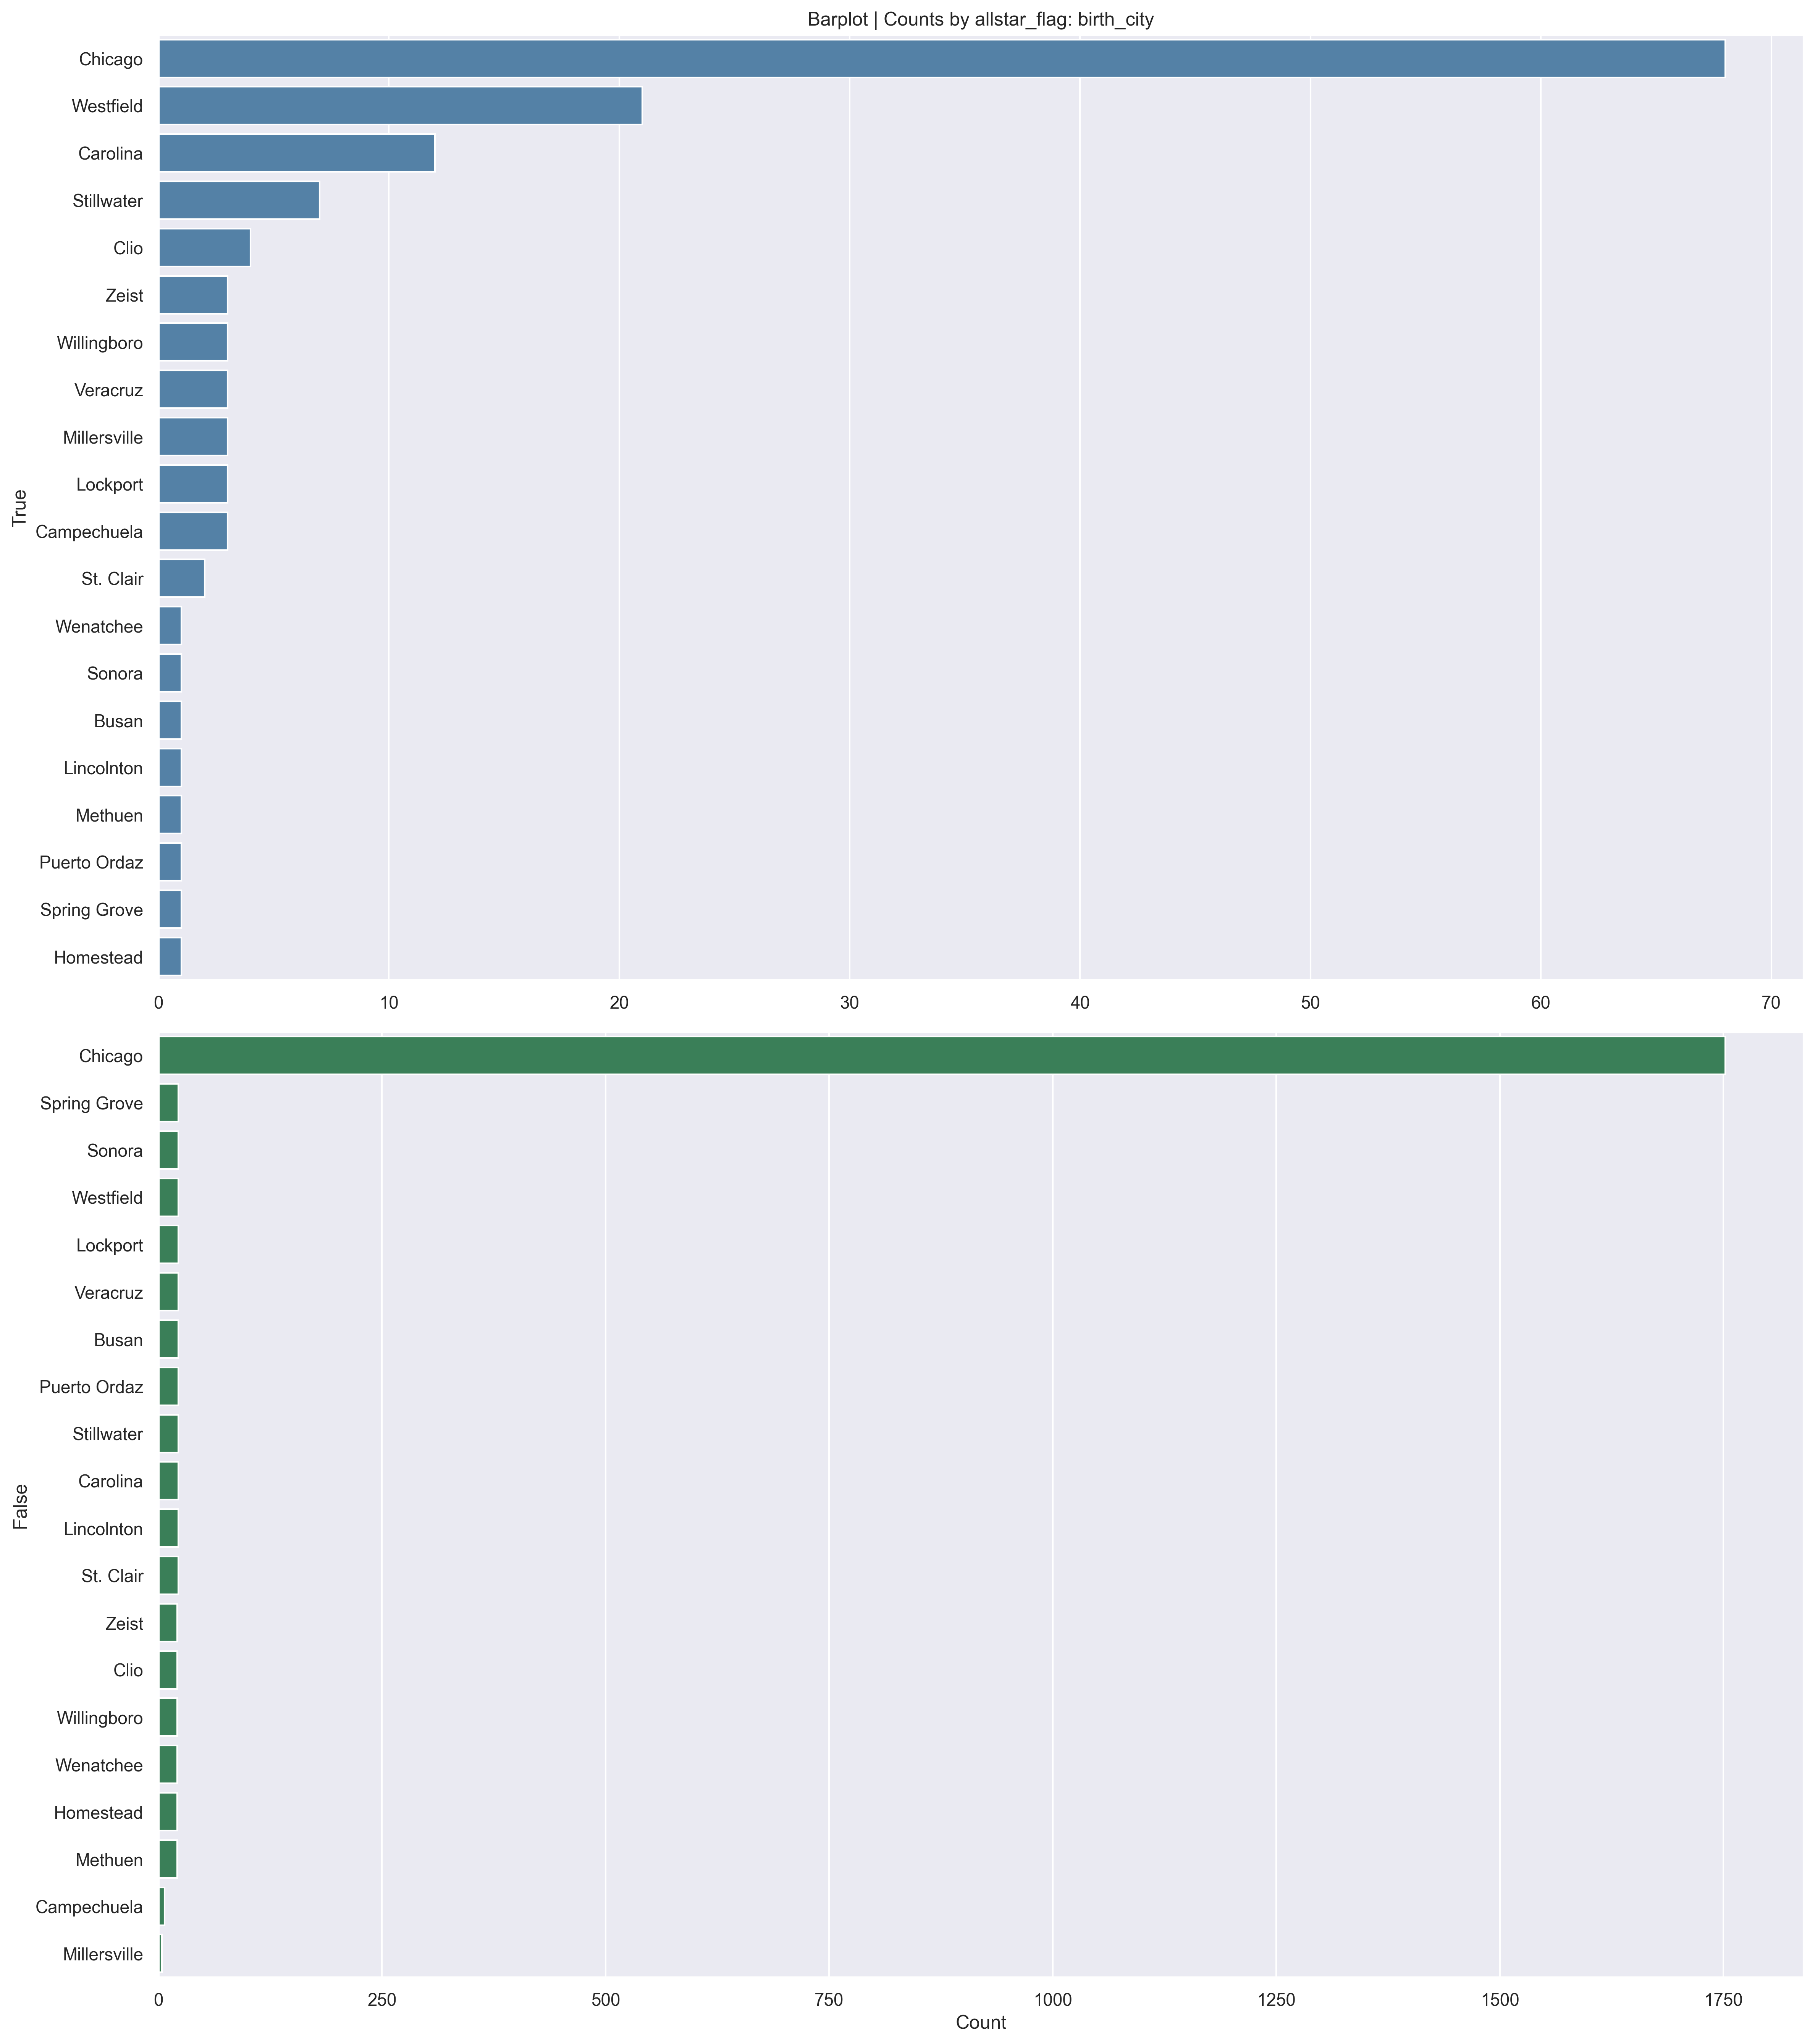 Barplot | Counts by allstar_flag: birth_city
Chicago
Westfield
Carolina
Stillwater
Clio
Zeist
Willingboro
Veracruz
Millersville
Lockport
True
Campechuela
St. Clair
Wenatchee
Sonora
Busan
Lincolnton
Methuen
Puerto Ordaz
Spring Grove
Homestead
0 10 20 30 40 50 60 70
Chicago
Spring Grove
Sonora
Westfield
Lockport
Veracruz
Busan
Puerto Ordaz
Stillwater
Carolina
False
Lincolnton
St. Clair
Zeist
Clio
Willingboro
Wenatchee
Homestead
Methuen
Campechuela
Millersville
0 250 500 750 1000 1250 1500 1750
Count